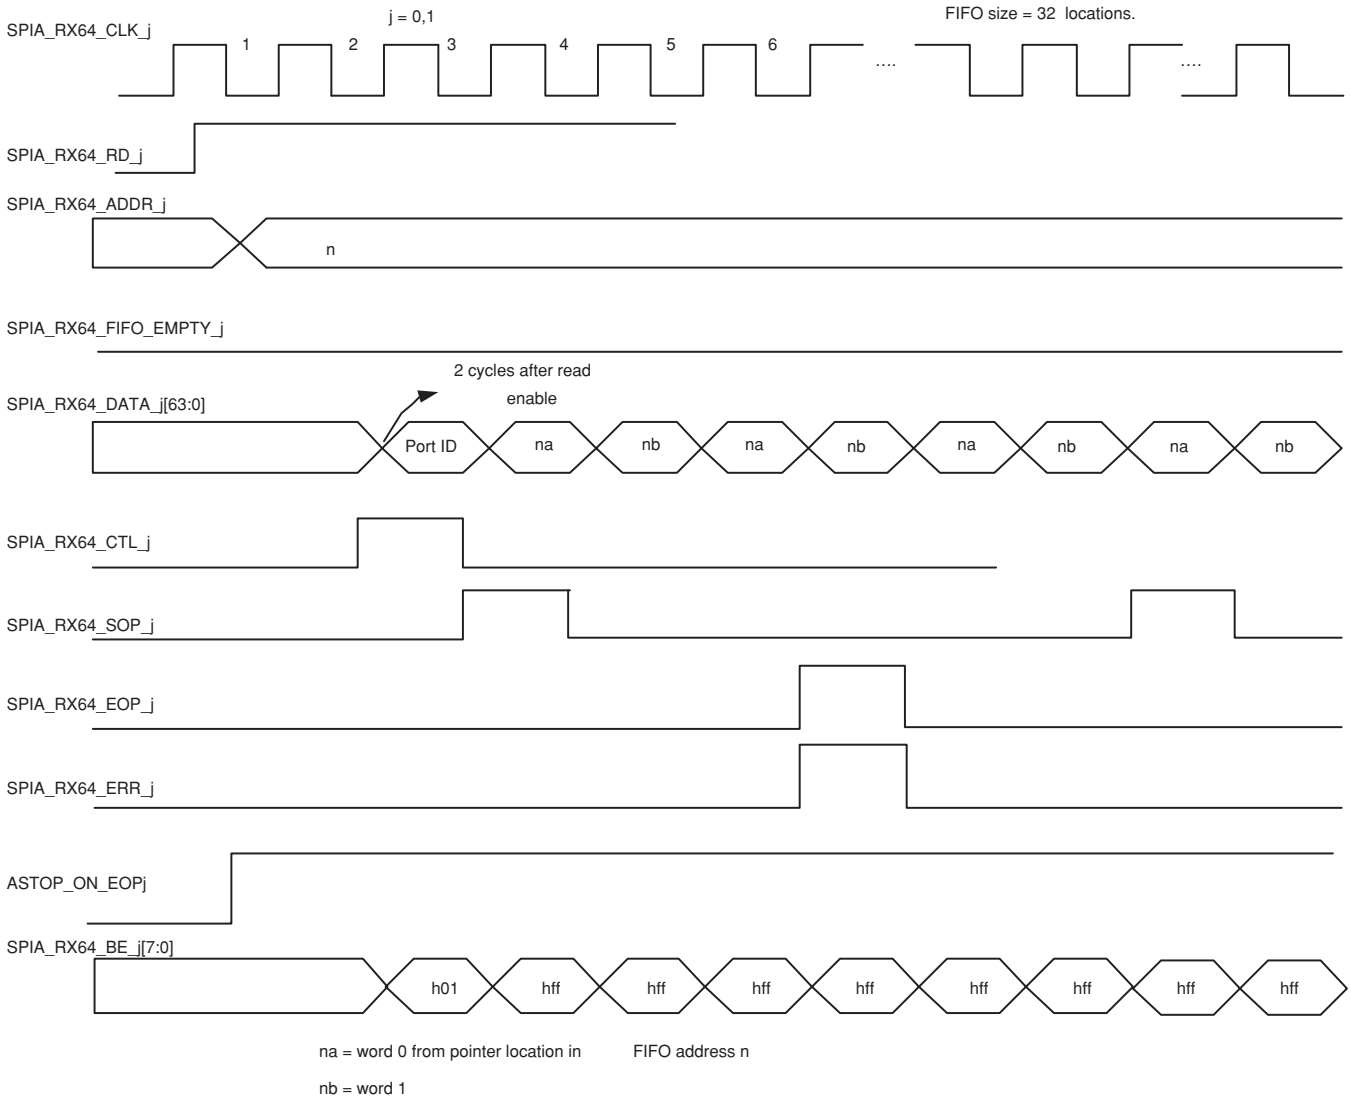 j = 0,1
FIFO size = 32 locations.
SPIA_RX64_CLK_j
1 2 3 4 5 6
.... ....
SPIA_RX64_RD_j
SPIA_RX64_ADDR_j
n
SPIA_RX64_FIFO_EMPTY_j
2 cycles after read
enable
SPIA_RX64_DATA_j[63:0]
Port ID na nb na nb na nb na nb
SPIA_RX64_CTL_j
SPIA_RX64_SOP_j
SPIA_RX64_EOP_j
SPIA_RX64_ERR_j
ASTOP_ON_EOPj
SPIA_RX64_BE_j[7:0]
h01 hff hff hff hff hff hff hff hff
na = word 0 from pointer location in FIFO address n
nb = word 1